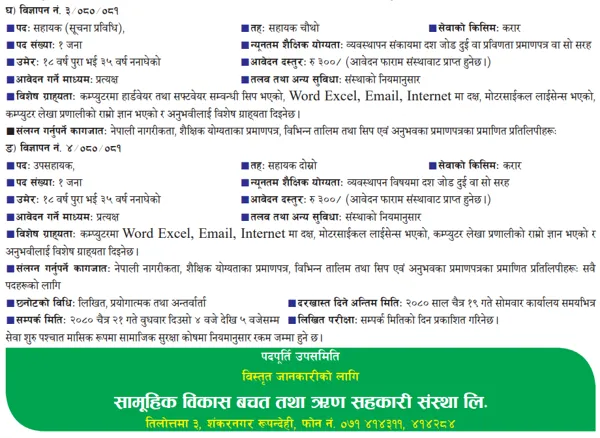 घ) विज्ञापन नं. ३/०८०/०८१
■ पद: सहायक (सूचना प्रविधि), ■ तह: सहायक चौथो ■ सेवाको किसिम: करार
■ पद संख्या: १ जना ■ न्यूनतम शैक्षिक योग्यता: व्यवस्थापन संकायमा दश जोड दुई वा प्रविणता प्रमाणपत्र वा सो सरह
■ उमेर: १८ वर्ष पुरा भई ३५ वर्ष ननाघेको ■ आवेदन दस्तुर: रु ३००/ (आवेदन फाराम संस्थाबाट प्राप्त हुनेछ।)
■ आवेदन गर्ने माध्यम: प्रत्यक्ष ■ तलव तथा अन्य सुविधा: संस्थाको नियमानुसार
■ विशेष ग्राह्यता: कम्प्युटरमा हार्डवेयर तथा सफ्टवेयर सम्वन्धी सिप भएको, Word Excel, Email, Internet मा दक्ष, मोटरसाईकल लाईसेन्स भएको,
कम्प्युटर लेखा प्रणालीको राम्रो ज्ञान भएको र अनुभवीलाई विशेष ग्राह्यता दिइनेछ।
■ संलग्न गर्नुपर्ने कागजात: नेपाली नागरीकता, शैक्षिक योग्यताका प्रमाणपत्र, विभिन्न तालिम तथा सिप एवं अनुभवका प्रमाणपत्रका प्रमाणित प्रतिलिपीहरू
ड) विज्ञापन नं. ४/०८०/०८१
■ पद: उपसहायक, ■ तह: सहायक दोस्रो ■ सेवाको किसिम: करार
■ पद संख्या: १ जना ■ न्यूनतम शैक्षिक योग्यता: व्यवस्थापन विषयमा दश जोड दुई वा सो सरह
■ उमेर: १८ वर्ष पुरा भई ३५ वर्ष ननाघेको ■ आवेदन दस्तुर: रु ३००/ (आवेदन फाराम संस्थाबाट प्राप्त हुनेछ।)
■ आवेदन गर्ने माध्यम: प्रत्यक्ष ■ तलव तथा अन्य सुविधा: संस्थाको नियमानुसार
■ विशेष ग्राह्यता: कम्प्युटरमा Word Excel, Email, Internet मा दक्ष, मोटरसाईकल लाईसेन्स भएको, कम्प्युटर लेखा प्रणालीको राम्रो ज्ञान भएको र
अनुभवीलाई विशेष ग्राह्यता दिइनेछ।
■ संलग्न गर्नुपर्ने कागजात: नेपाली नागरीकता, शैक्षिक योग्यताका प्रमाणपत्र, विभिन्न तालिम तथा सिप एवं अनुभवका प्रमाणपत्रका प्रमाणित प्रतिलिपीहरू सवै
पदहरूको लागि
■ छनोटको बिधि: लिखित, प्रयोगात्मक तथा अन्तर्वार्ता ■ दरखास्त दिने अन्तिम मिति: २०८० साल चैत्र १९ गते सोमवार कार्यालय समयभित्र
■ सम्पर्क मिति: २०८० चैत्र २१ गते बुधवार दिउसो ४ वजे देखि ५ वजेसम्म ■ लिखित परीक्षा: सम्पर्क मितिको दिन प्रकाशित गरिनेछ।
सेवा शुरु पश्चात मासिक रूपमा सामाजिक सुरक्षा कोषमा नियमानुसार रकम जम्मा हुने छ।
पदपूर्ति उपसमिति
विस्तृत जानकारीको लागि
सामूहिक विकास बचत तथा ऋण सहकारी संस्था लि.
तिलोत्तमा ३, शंकरनगर रूपन्देही, फोन नं. ०७१ ४१४३११, ४१४२८४